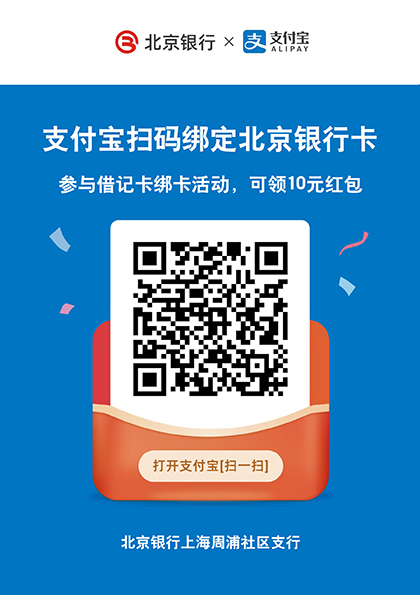 北京银行 × 支 支付宝 ALIPAY
支付宝扫码绑定北京银行卡
参与借记卡绑卡活动，可领10元红包
打开支付宝[扫一扫]
北京银行上海周浦社区支行